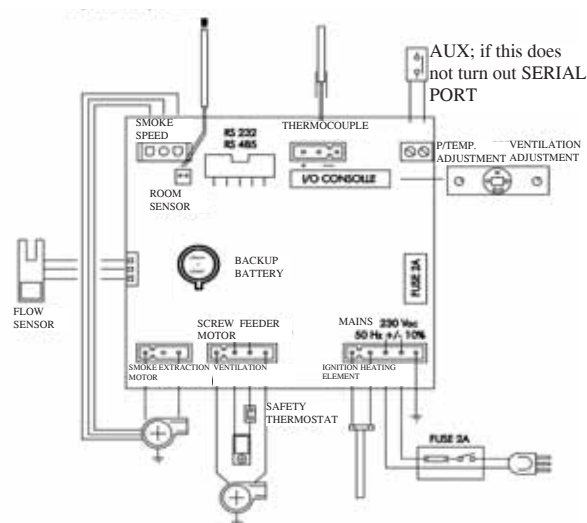 AUX; if this does
not turn out SERIAL
PORT
SMOKE
SPEED
RS 232
RS 485
THERMOCOUPLE
P/TEMP.
ADJUSTMENT
VENTILATION
ADJUSTMENT
I/O CONSOLLE
ROOM
SENSOR
BACKUP
BATTERY
FUSE 2A
FLOW
SENSOR
SCREW FEEDER
MOTOR
MAINS
230 Vac
50 Hz +/- 10%
SMOKE EXTRACTION
MOTOR
VENTILATION
IGNITION HEATING
ELEMENT
SAFETY
THERMOSTAT
FUSE 2A